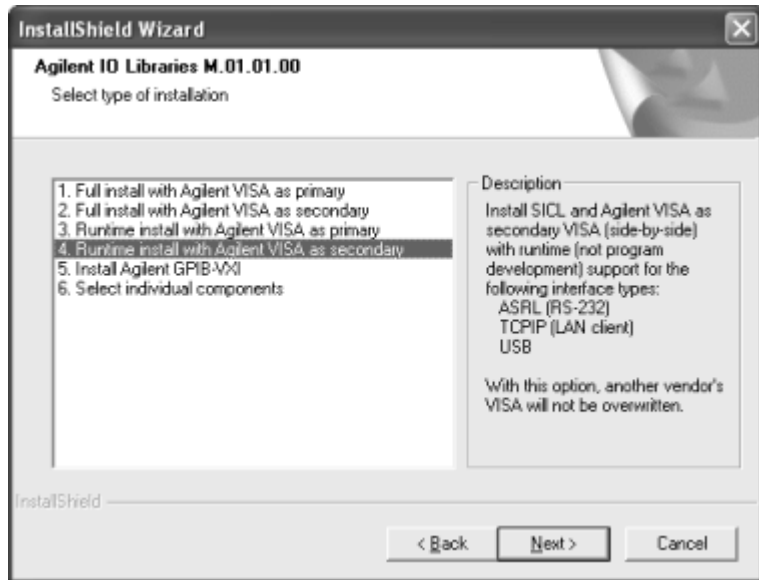 InstallShield Wizard
Agilent IO Libraries M.01.01.00
Select type of installation
1. Full install with Agilent VISA as primary
2. Full install with Agilent VISA as secondary
3. Runtime install with Agilent VISA as primary
4. Runtime install with Agilent VISA as secondary
5. Install Agilent GPIB-VXI
6. Select individual components
Description
Install SICL and Agilent VISA as
secondary VISA (side-by-side)
with runtime (not program
development) support for the
following interface types:
ASRL (RS-232)
TCPIP (LAN client)
USB
With this option, another vendor's
VISA will not be overwritten.
InstallShield
< Back
Next >
Cancel